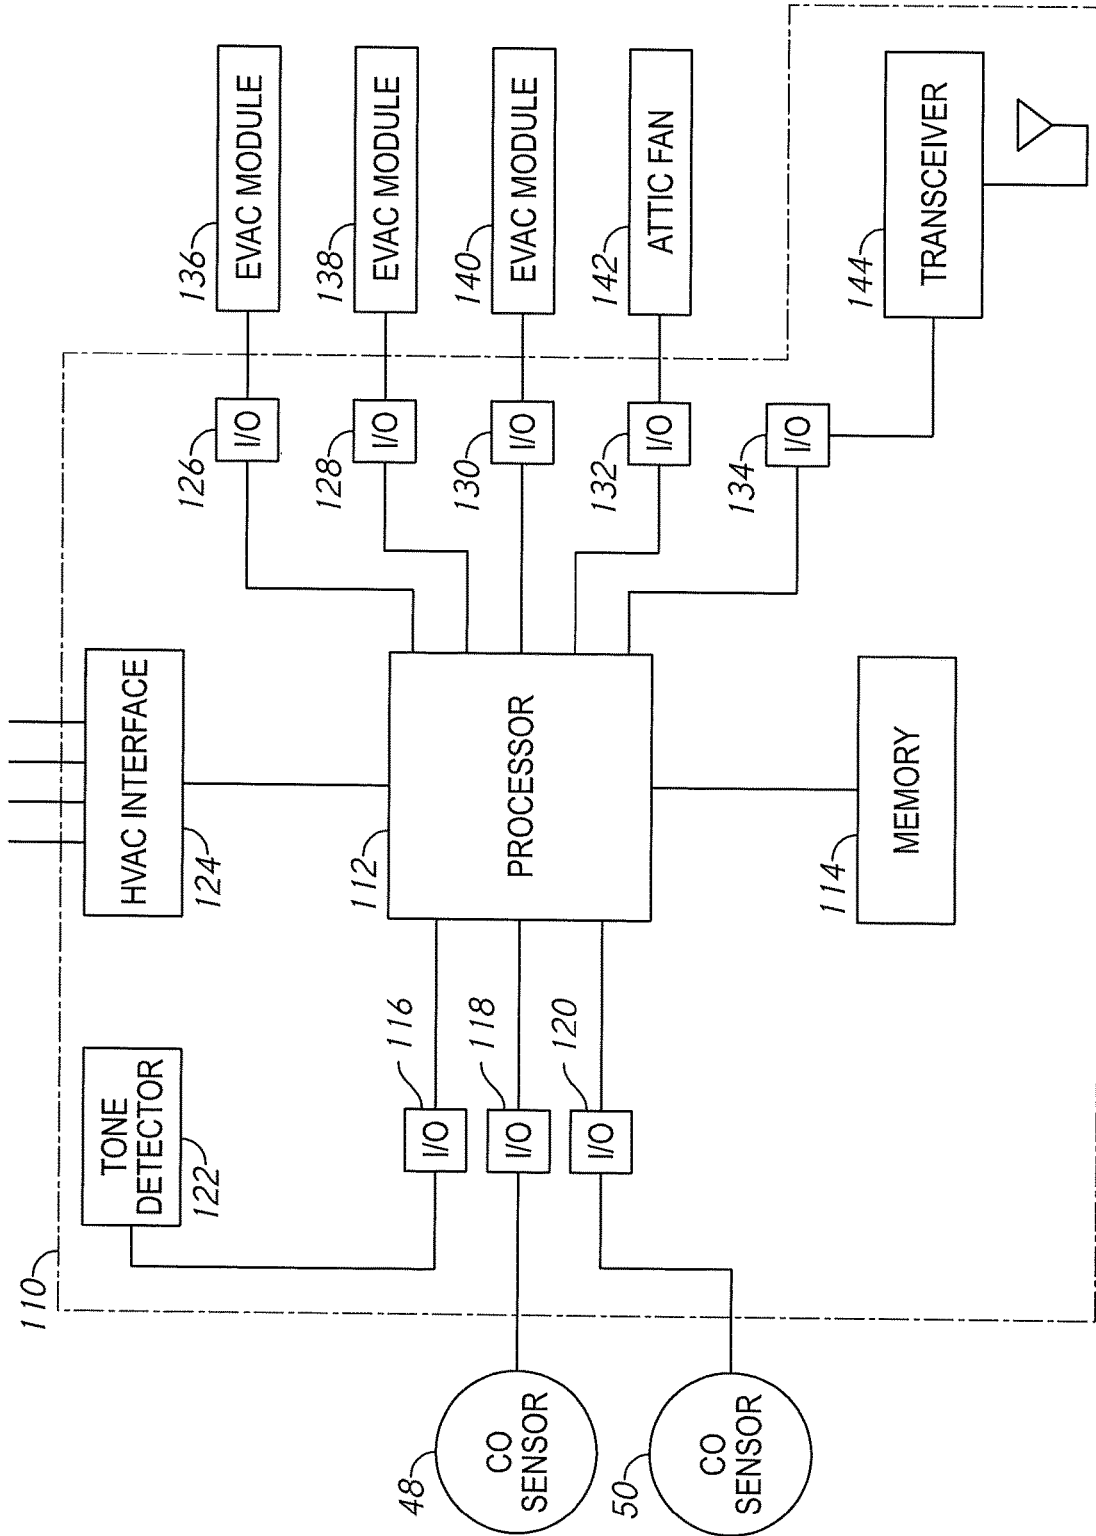 110
TONE
DETECTOR
122
HVAC INTERFACE
124
126
I/O
136
EVAC MODULE
128
I/O
138
EVAC MODULE
130
I/O
140
EVAC MODULE
132
I/O
142
ATTIC FAN
134
I/O
144
TRANSCEIVER
112
PROCESSOR
114
MEMORY
116
I/O
118
I/O
120
I/O
48
CO
SENSOR
50
CO
SENSOR